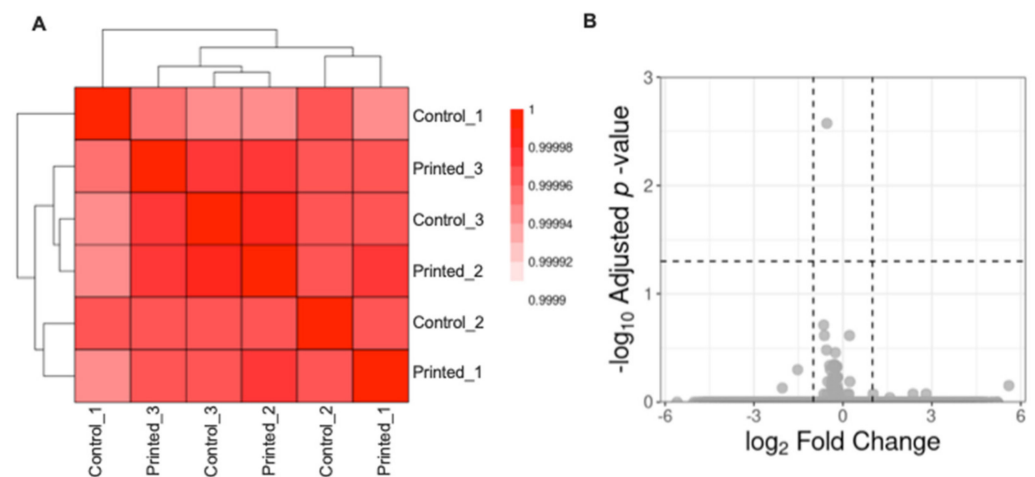 A
Control_1
Printed_3
Control_3
Printed_2
Control_2
Printed_1
Control_1
Printed_3
Control_3
Printed_2
Control_2
Printed_1
1
0.99998
0.99996
0.99994
0.99992
0.9999
B
3
2
1
0
-log10 Adjusted p -value
-6
-3
0
3
6
log2 Fold Change